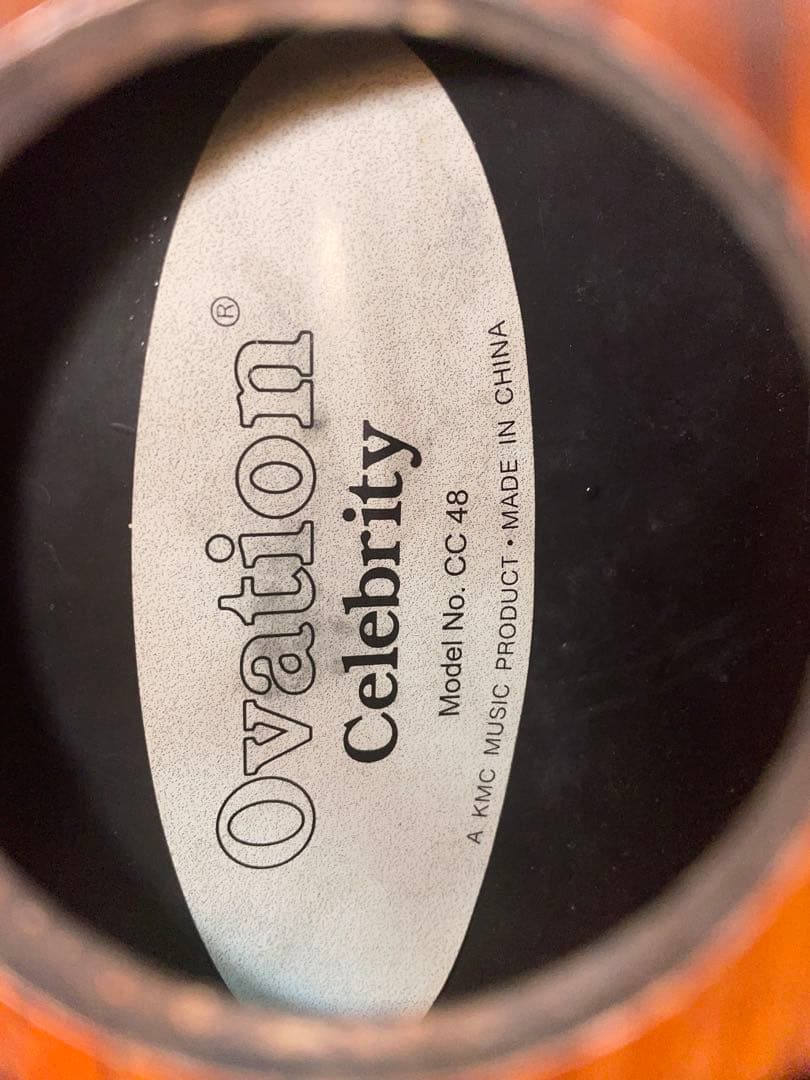 Ovation®
Celebrity
Model No. CC 48
A KMC MUSIC PRODUCT • MADE IN CHINA